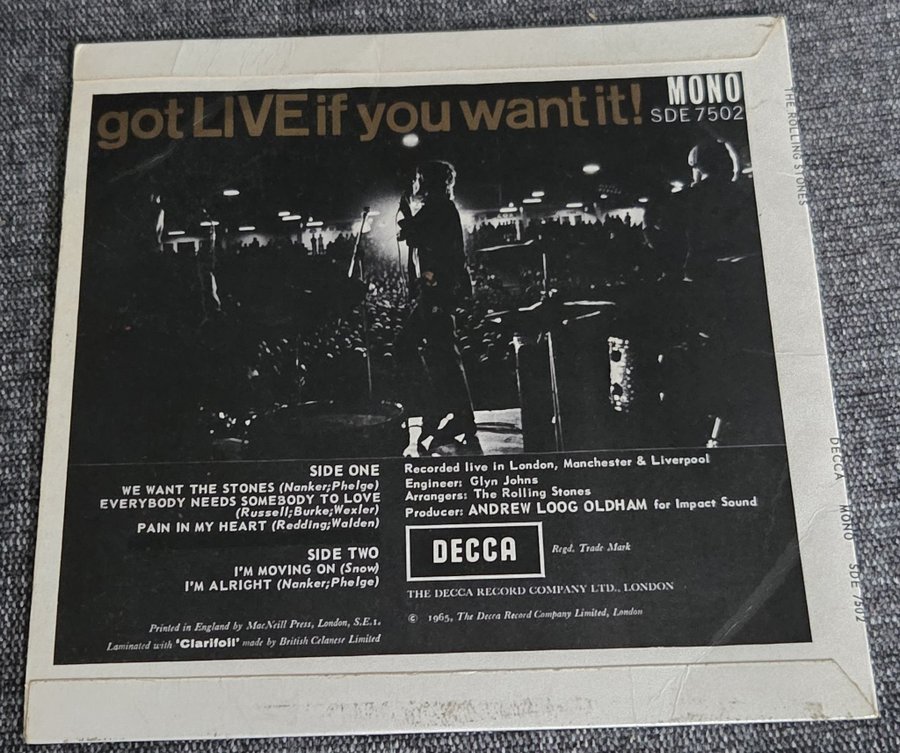 got LIVE if you want it!
MONO
SDE 7502
THE ROLLING STONES
DECCA MONO SDE 7502
SIDE ONE
WE WANT THE STONES (Nanker;Phelge)
EVERYBODY NEEDS SOMEBODY TO LOVE
(Russell;Burke;Wexler)
PAIN IN MY HEART (Redding;Walden)
SIDE TWO
I'M MOVING ON (Snow)
I'M ALRIGHT (Nanker;Phelge)
Printed in England by MacNeill Press, London, S.E.1.
Laminated with 'Clarifoil' made by British Celanese Limited
Recorded live in London, Manchester & Liverpool
Engineer: Glyn Johns
Arrangers: The Rolling Stones
Producer: ANDREW LOOG OLDHAM for Impact Sound
DECCA
Regd. Trade Mark
THE DECCA RECORD COMPANY LTD., LONDON
© 1965, The Decca Record Company Limited, London